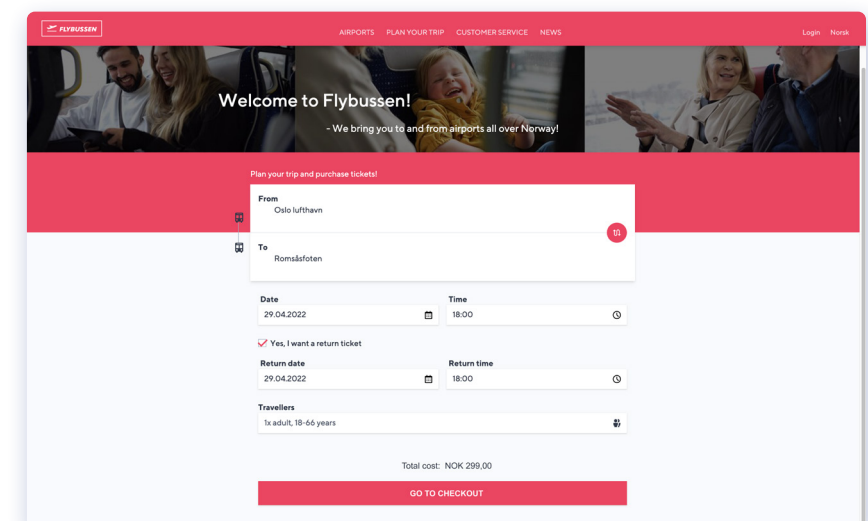 FLYBUSSEN
AIRPORTS PLAN YOUR TRIP CUSTOMER SERVICE NEWS
Login Norsk
Welcome to Flybussen!
- We bring you to and from airports all over Norway!
Plan your trip and purchase tickets!
From
Oslo lufthavn
To
Romsåsfoten
Date Time
29.04.2022 18:00
Yes, I want a return ticket
Return date Return time
29.04.2022 18:00
Travellers
1x adult, 18-66 years
Total cost: NOK 299,00
GO TO CHECKOUT